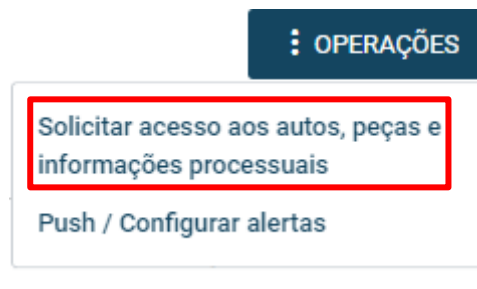 ⋮ OPERAÇÕES
Solicitar acesso aos autos, peças e
informações processuais
Push / Configurar alertas